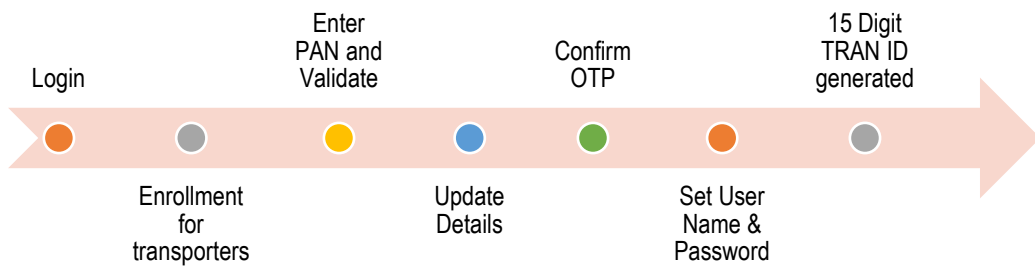 Login
Enrollment
for
transporters
Enter
PAN and
Validate
Update
Details
Confirm
OTP
Set User
Name &
Password
15 Digit
TRAN ID
generated